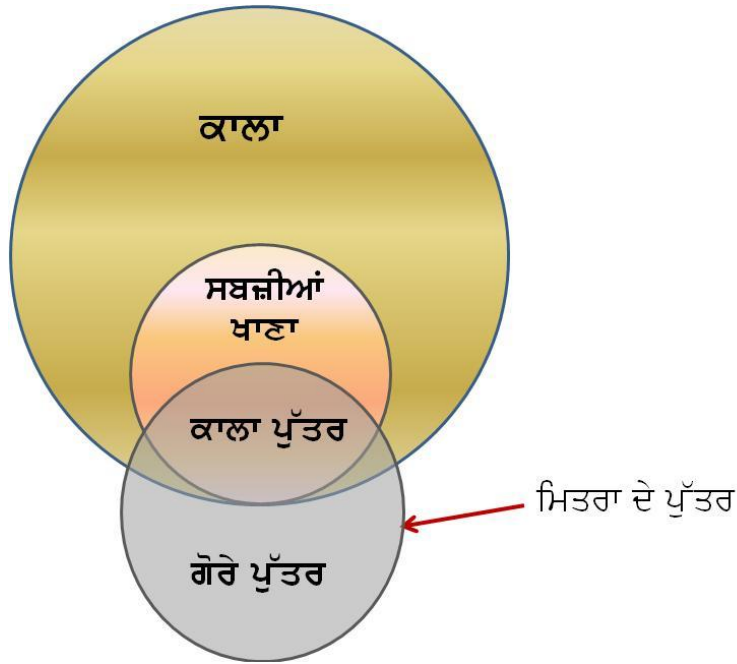 ਕਾਲਾ
ਸਬਜ਼ੀਆਂ
ਖਾਣਾ
ਕਾਲਾ ਪੁੱਤਰ
ਮਿਤਰਾ ਦੇ ਪੁੱਤਰ
ਗੋਰੇ ਪੁੱਤਰ